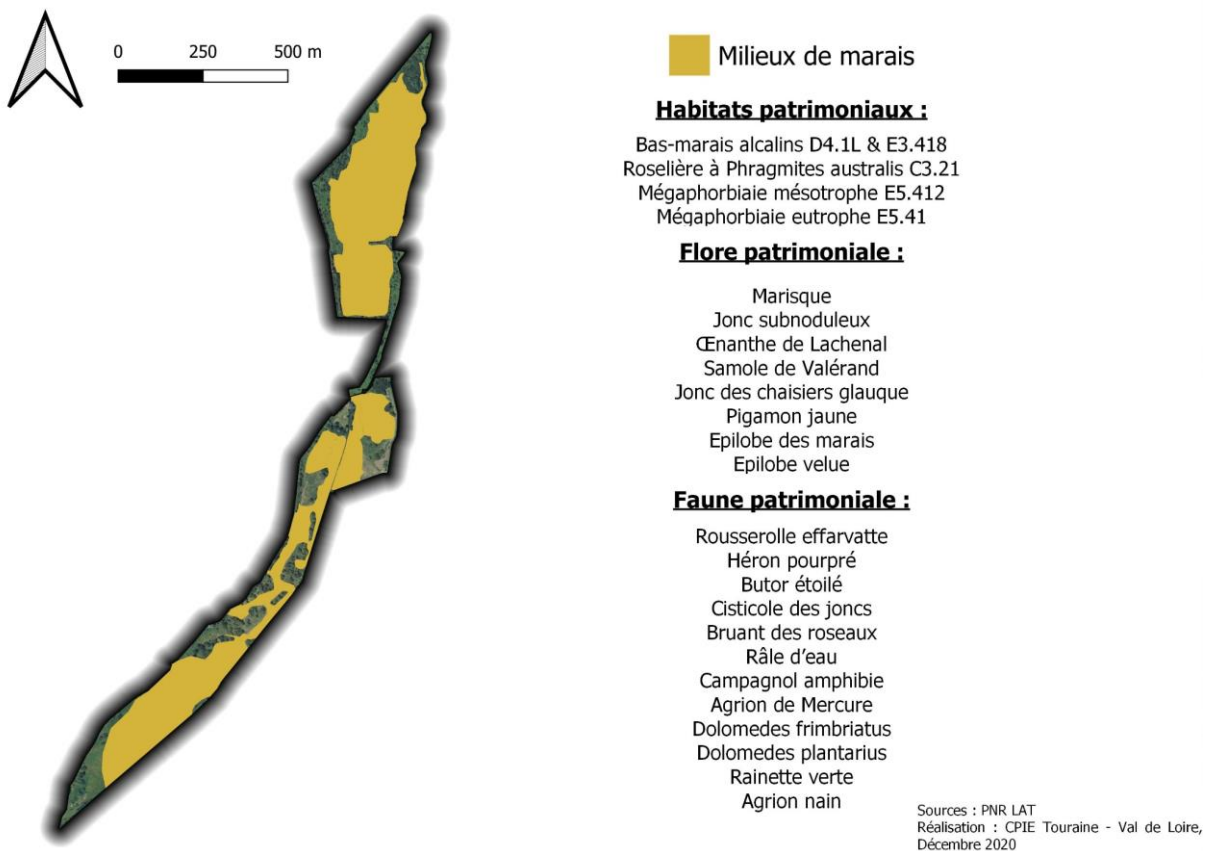 0 250 500 m
Milieux de marais
Habitats patrimoniaux :
Bas-marais alcalins D4.1L & E3.418
Roselière à Phragmites australis C3.21
Mégaphorbiaie mésotrophe E5.412
Mégaphorbiaie eutrophe E5.41
Flore patrimoniale :
Marisque
Jonc subnoduleux
Œnanthe de Lachenal
Samole de Valérand
Jonc des chaisiers glauque
Pigamon jaune
Epilobe des marais
Epilobe velue
Faune patrimoniale :
Rousserolle effarvatte
Héron pourpré
Butor étoilé
Cisticole des joncs
Bruant des roseaux
Râle d'eau
Campagnol amphibie
Agrion de Mercure
Dolomedes frimbriatus
Dolomedes plantarius
Rainette verte
Agrion nain
Sources : PNR LAT
Réalisation : CPIE Touraine - Val de Loire,
Décembre 2020